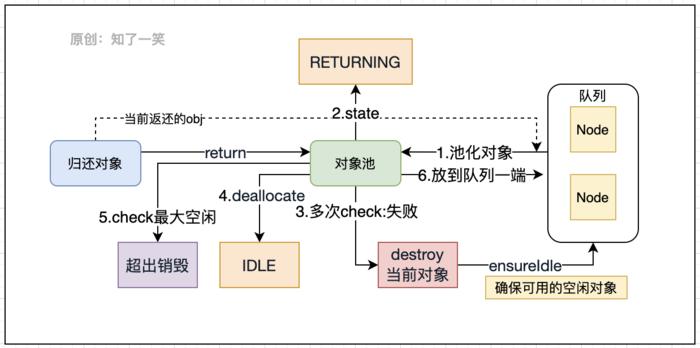 原创：知了一笑
RETURNING
队列
当前返还的obj
2.state
Node
归还对象
return
对象池
1.池化对象
6.放到队列一端
4.deallocate
3.多次check:失败
Node
5.check最大空闲
超出销毁
IDLE
destroy
当前对象
ensureIdle
确保可用的空闲对象